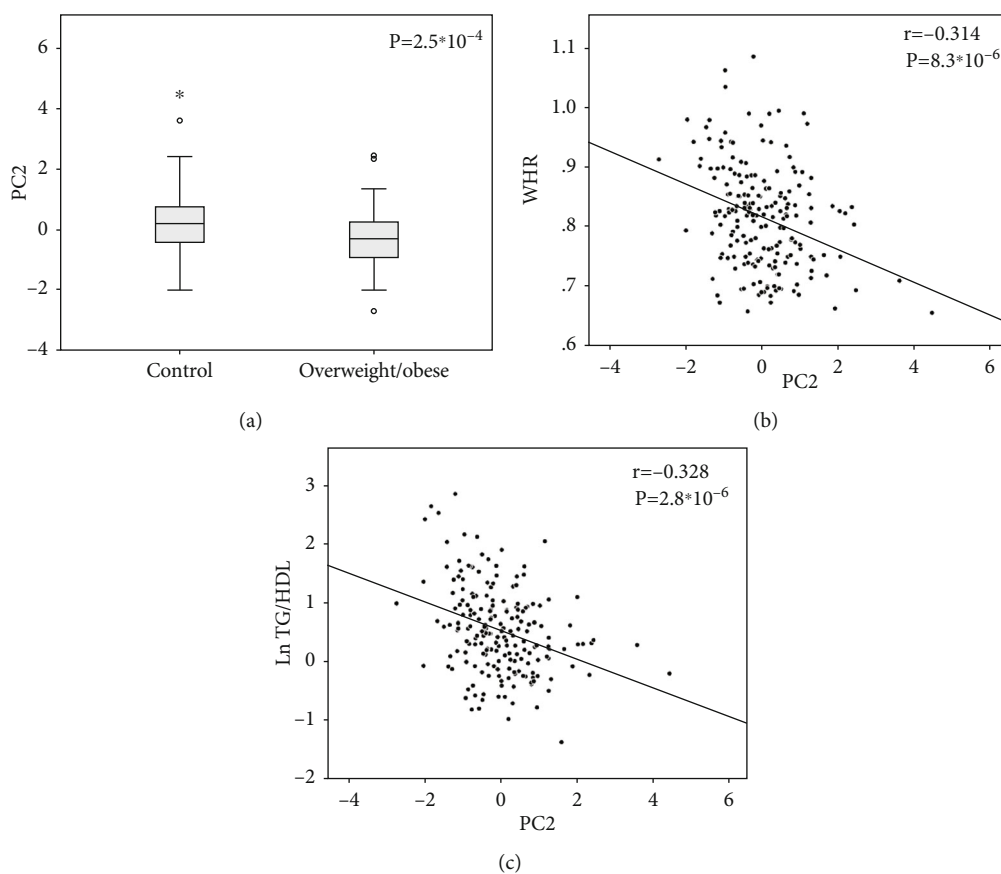 P=2.5*10−4
6
4
2
0
−2
−4
PC2
*
Control
Overweight/obese
(a)
r=−0.314
P=8.3*10−6
1.1
1.0
.9
.8
.7
.6
WHR
−4
−2
0
2
4
6
PC2
(b)
r=−0.328
P=2.8*10−6
3
2
1
0
−1
−2
Ln TG/HDL
−4
−2
0
2
4
6
PC2
(c)